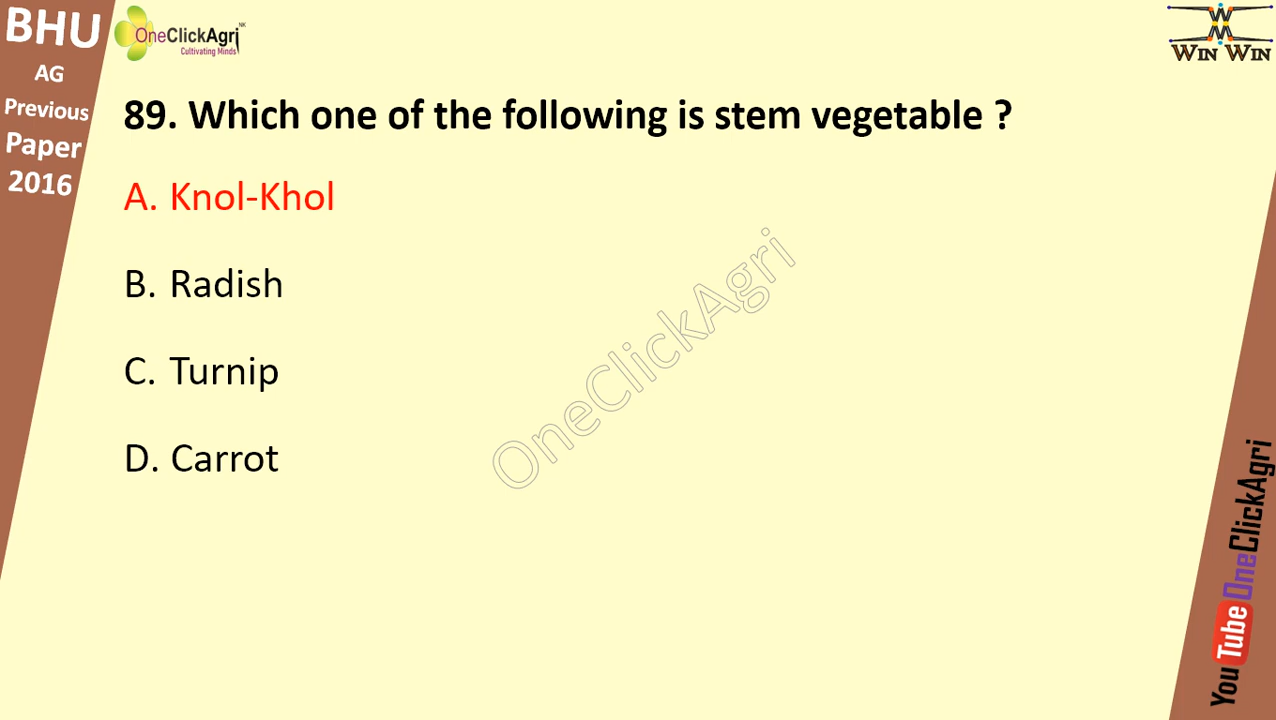 BHU
AG
Previous
Paper
2016
OneClickAgri NK
Cultivating Minds
WIN WIN
89. Which one of the following is stem vegetable ?
A. Knol-Khol
B. Radish
C. Turnip
D. Carrot
OneClickAgri
YouTube OneClickAgri